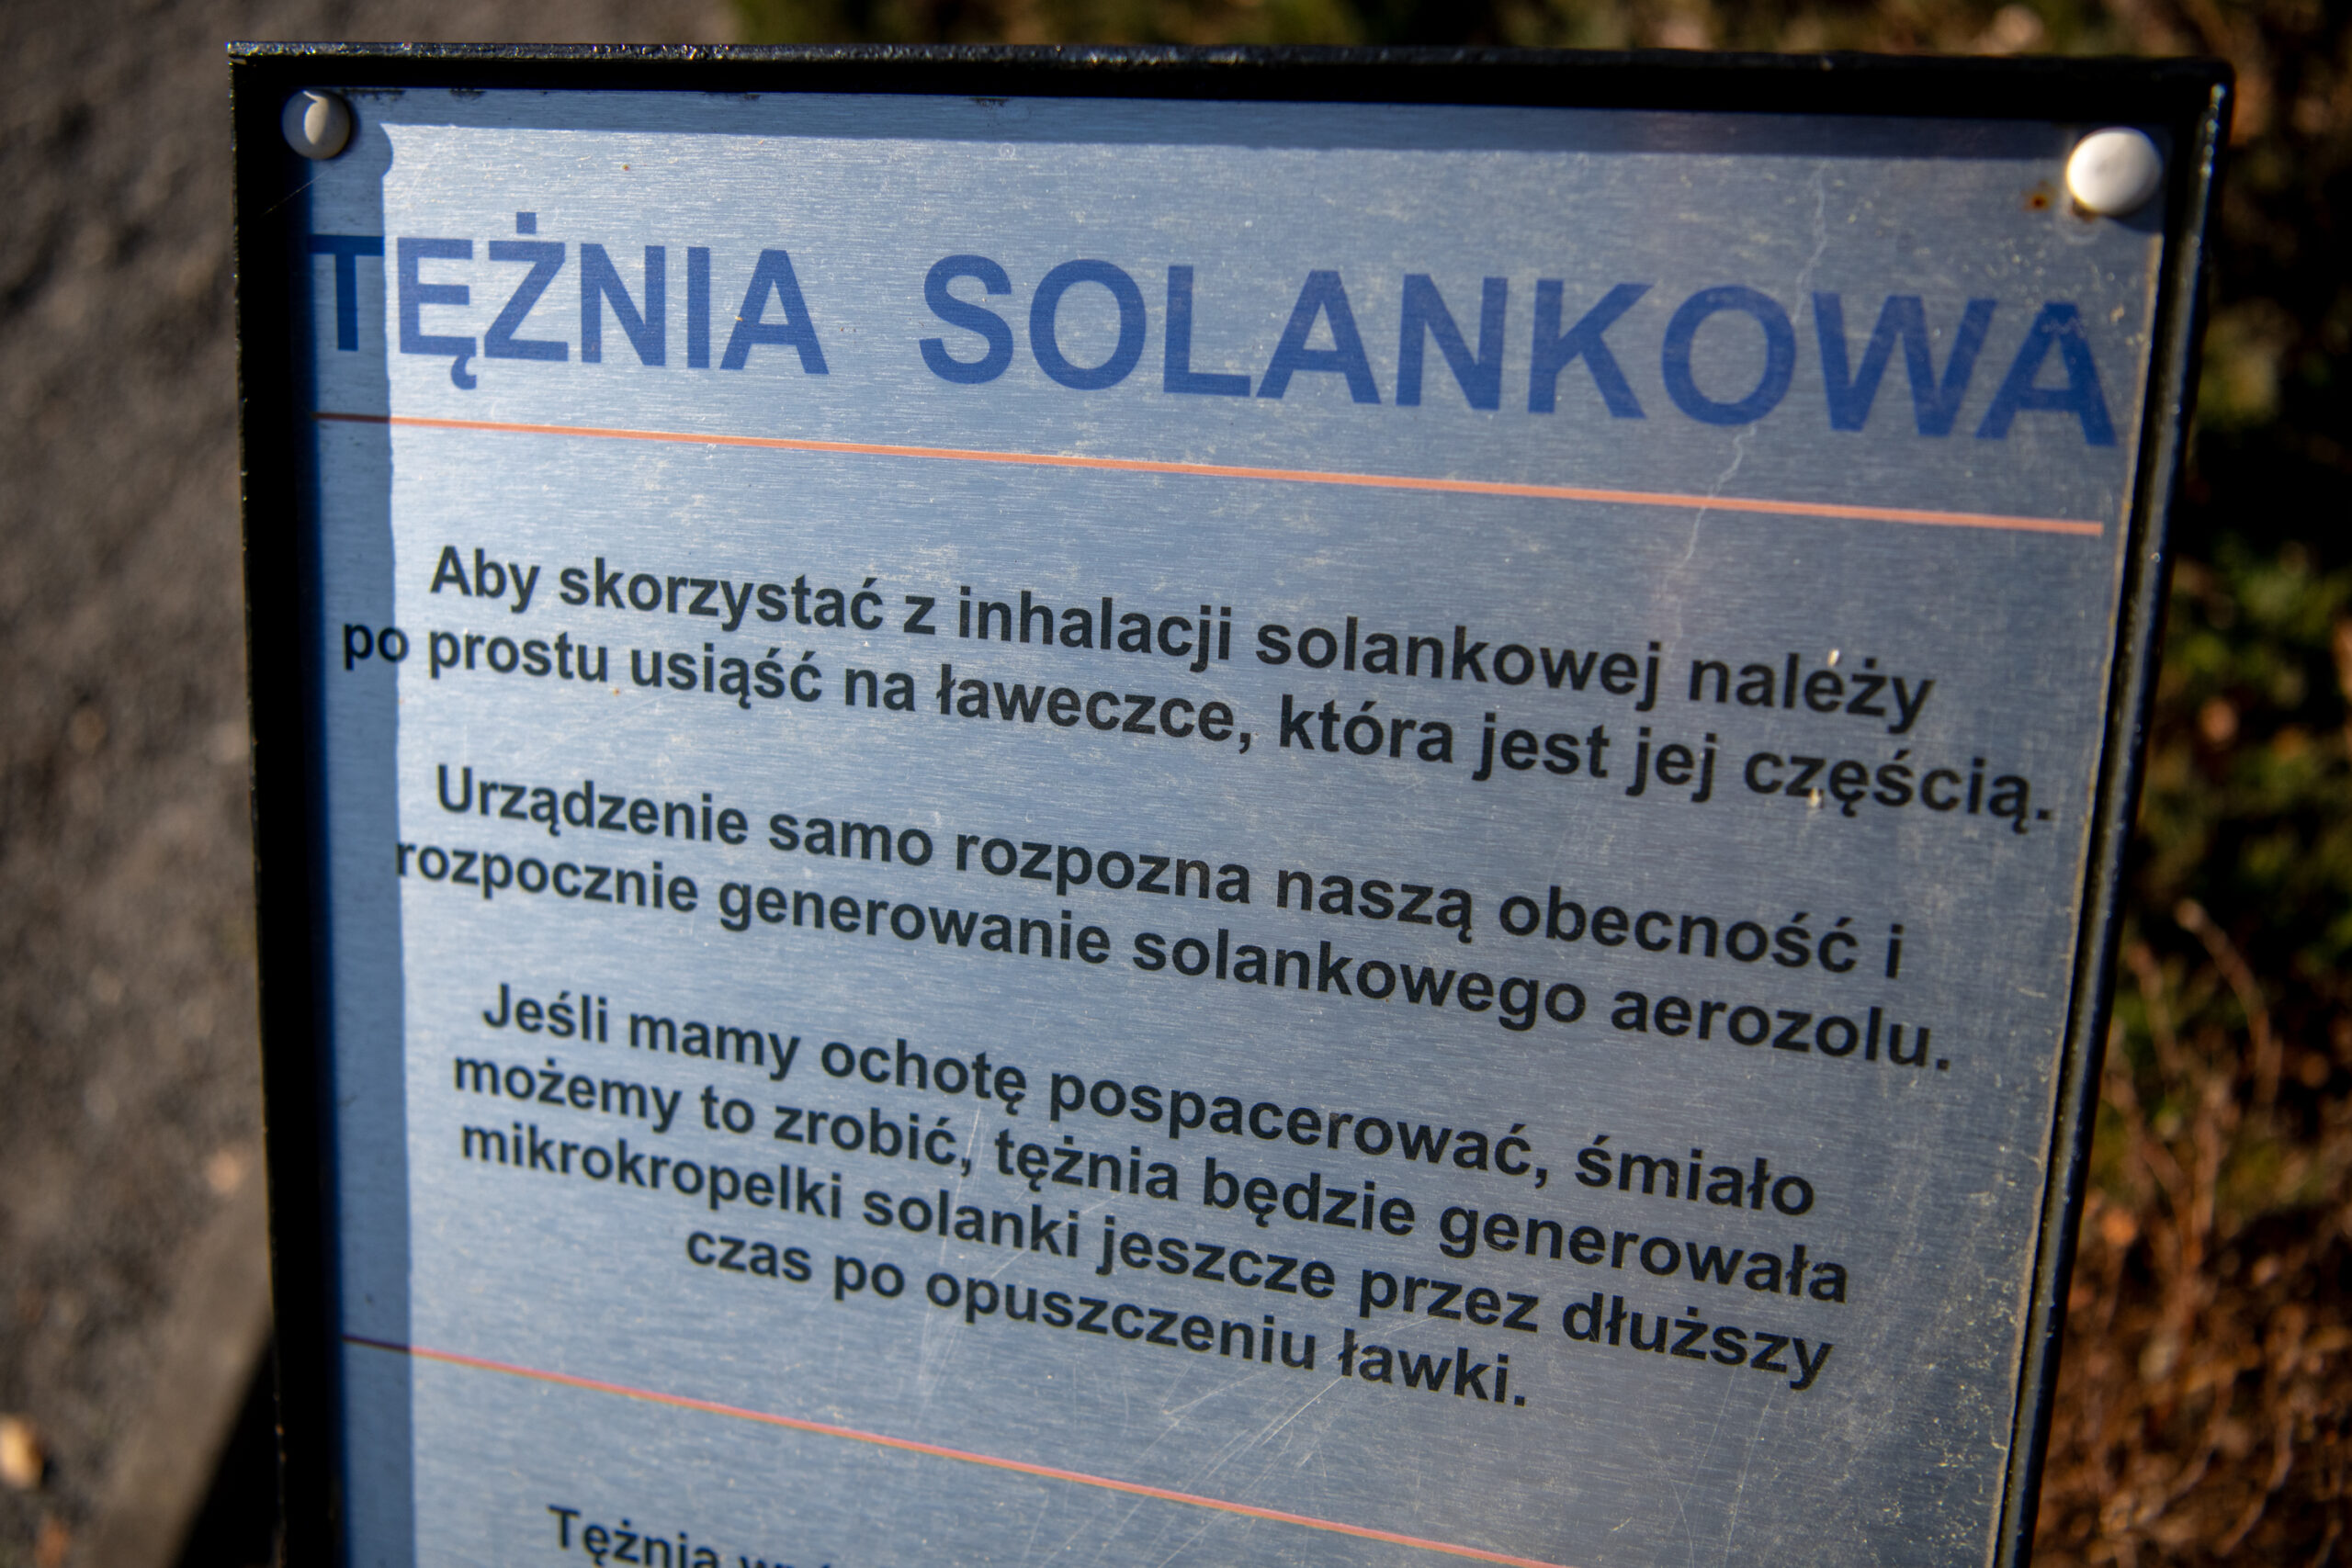 TĘŻNIA SOLANKOWA
Aby skorzystać z inhalacji solankowej należy
po prostu usiąść na ławeczce, która jest jej częścią.
Urządzenie samo rozpozna naszą obecność i
rozpocznie generowanie solankowego aerozolu.
Jeśli mamy ochotę pospacerować, śmiało
możemy to zrobić, tężnia będzie generowała
mikrokropelki solanki jeszcze przez dłuższy
czas po opuszczeniu ławki.
Tężnia